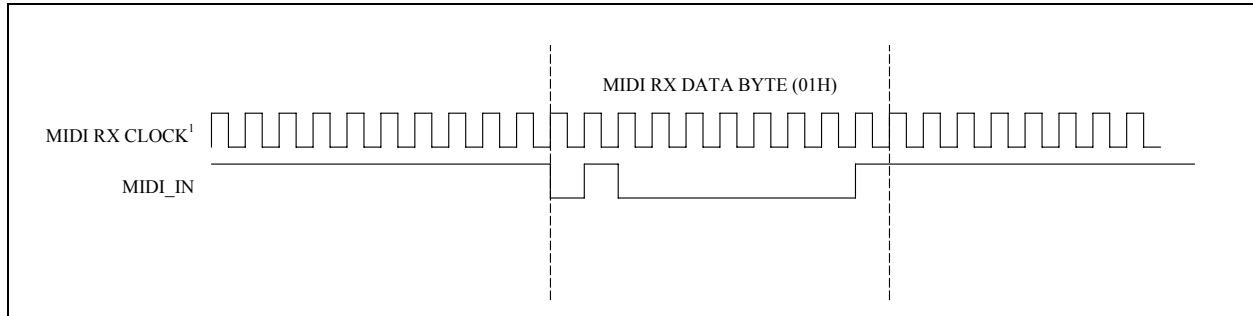 MIDI RX DATA BYTE (01H)
MIDI RX CLOCK¹
MIDI_IN